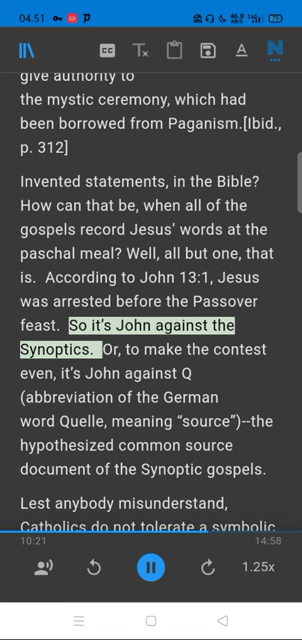 04.51
give authority to
the mystic ceremony, which had
been borrowed from Paganism.[Ibid.,
p. 312]
Invented statements, in the Bible?
How can that be, when all of the
gospels record Jesus’ words at the
paschal meal? Well, all but one, that
is.  According to John 13:1, Jesus
was arrested before the Passover
feast.  So it’s John against the
Synoptics.  Or, to make the contest
even, it’s John against Q
(abbreviation of the German
word Quelle, meaning “source”)--the
hypothesized common source
document of the Synoptic gospels.
Lest anybody misunderstand,
Catholics do not tolerate a symbolic
10:21 14:58
1.25x